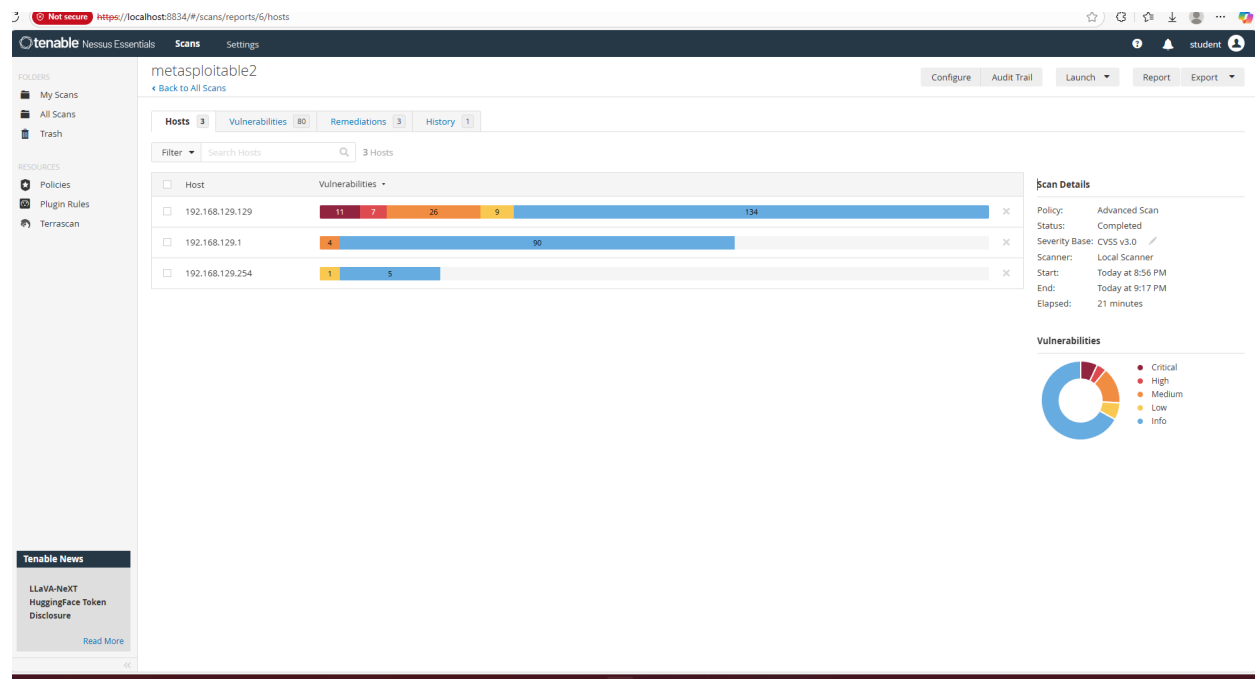 Not secure https://localhost:8834/#/scans/reports/6/hosts
tenable Nessus Essentials Scans Settings student
FOLDERS
My Scans
All Scans
Trash
RESOURCES
Policies
Plugin Rules
Terrascan
Tenable News
LLaVA-NeXT
HuggingFace Token
Disclosure
Read More
metasploitable2
Back to All Scans
Configure Audit Trail Launch Report Export
Hosts 3 Vulnerabilities 80 Remediations 3 History 1
Filter Search Hosts 3 Hosts
Host Vulnerabilities
192.168.129.129 11 7 26 9 134
192.168.129.1 4 90
192.168.129.254 1 5
Scan Details
Policy: Advanced Scan
Status: Completed
Severity Base: CVSS v3.0
Scanner: Local Scanner
Start: Today at 8:56 PM
End: Today at 9:17 PM
Elapsed: 21 minutes
Vulnerabilities
Critical
High
Medium
Low
Info